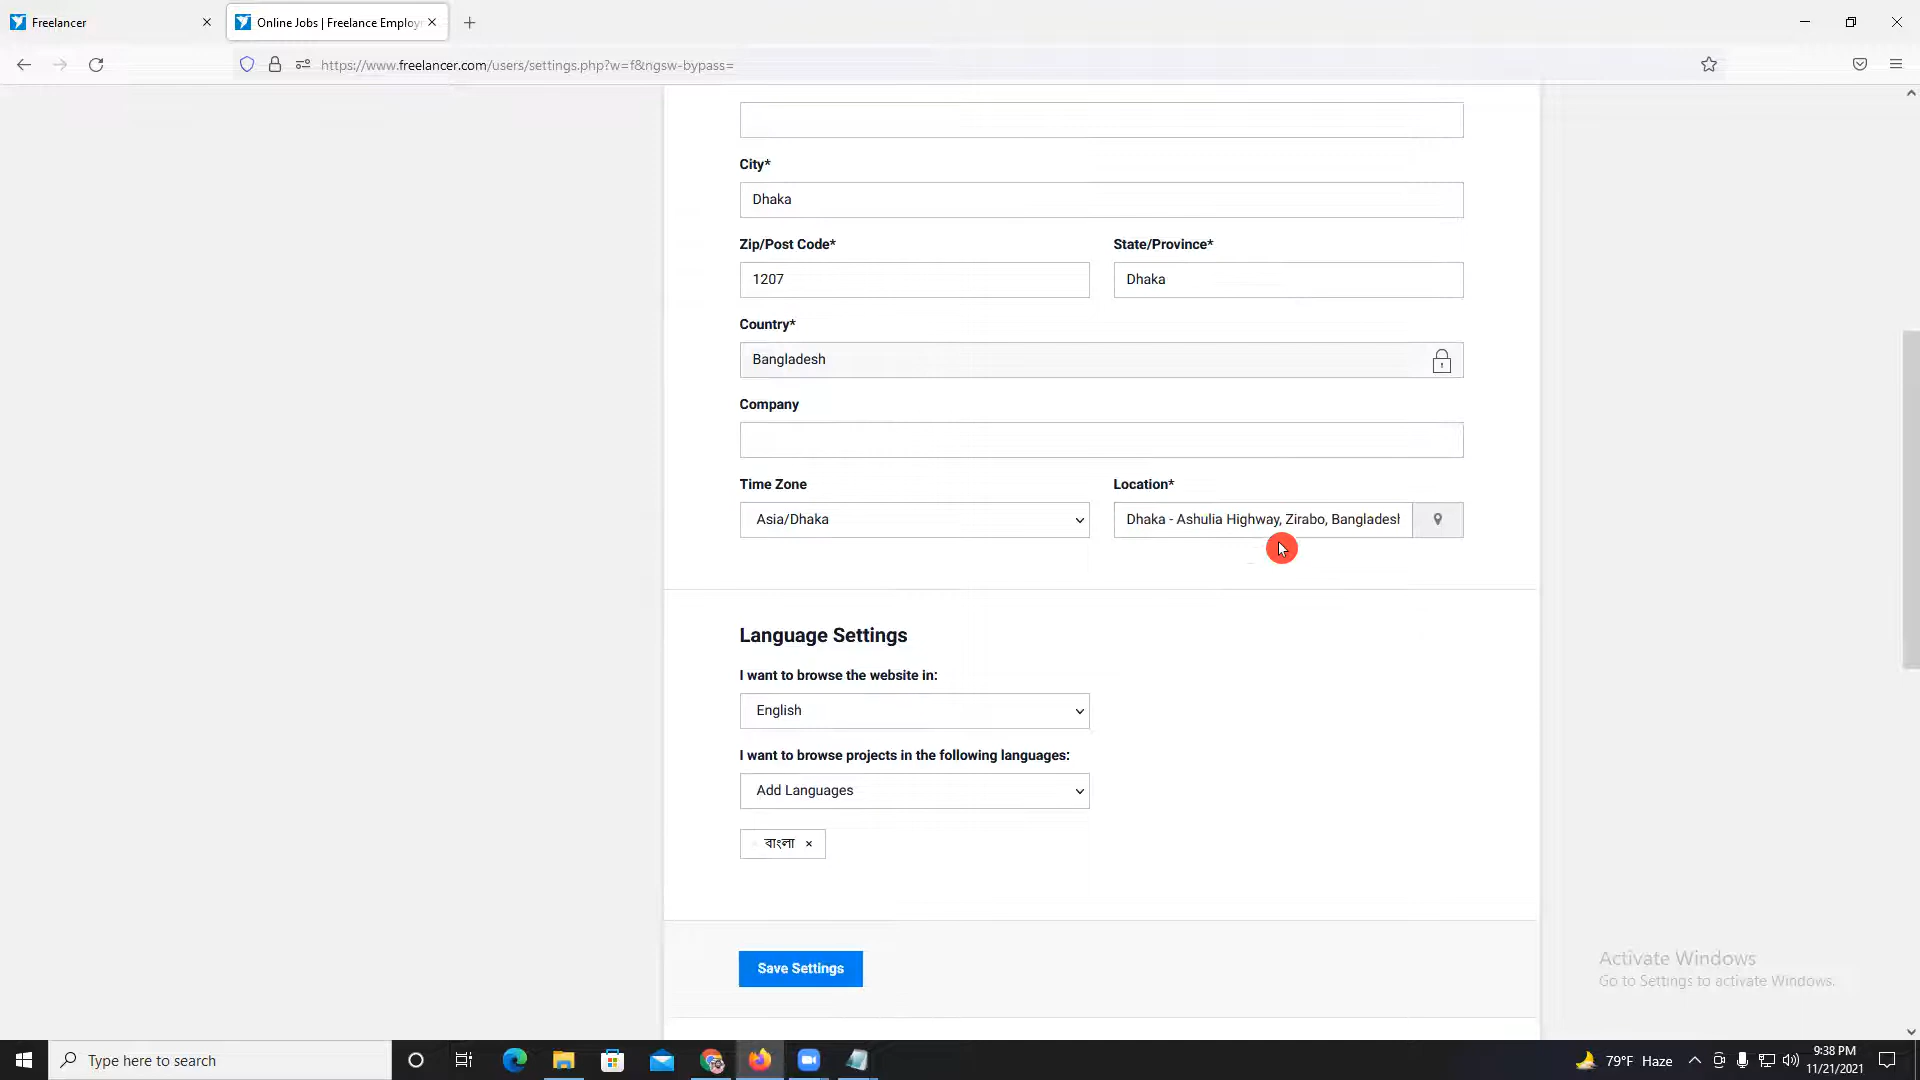 Freelancer
Online Jobs | Freelance Employ
https://www.freelancer.com/users/settings.php?w=f&ngsw-bypass=
City*
Dhaka
Zip/Post Code*
State/Province*
1207
Dhaka
Country*
Bangladesh
Company
Time Zone
Location*
Asia/Dhaka
Dhaka - Ashulia Highway, Zirabo, Bangladesh
Language Settings
I want to browse the website in:
English
I want to browse projects in the following languages:
Add Languages
বাংলা ×
Save Settings
Activate Windows
Go to Settings to activate Windows.
Type here to search
79°F Haze
9:38 PM
11/21/2021